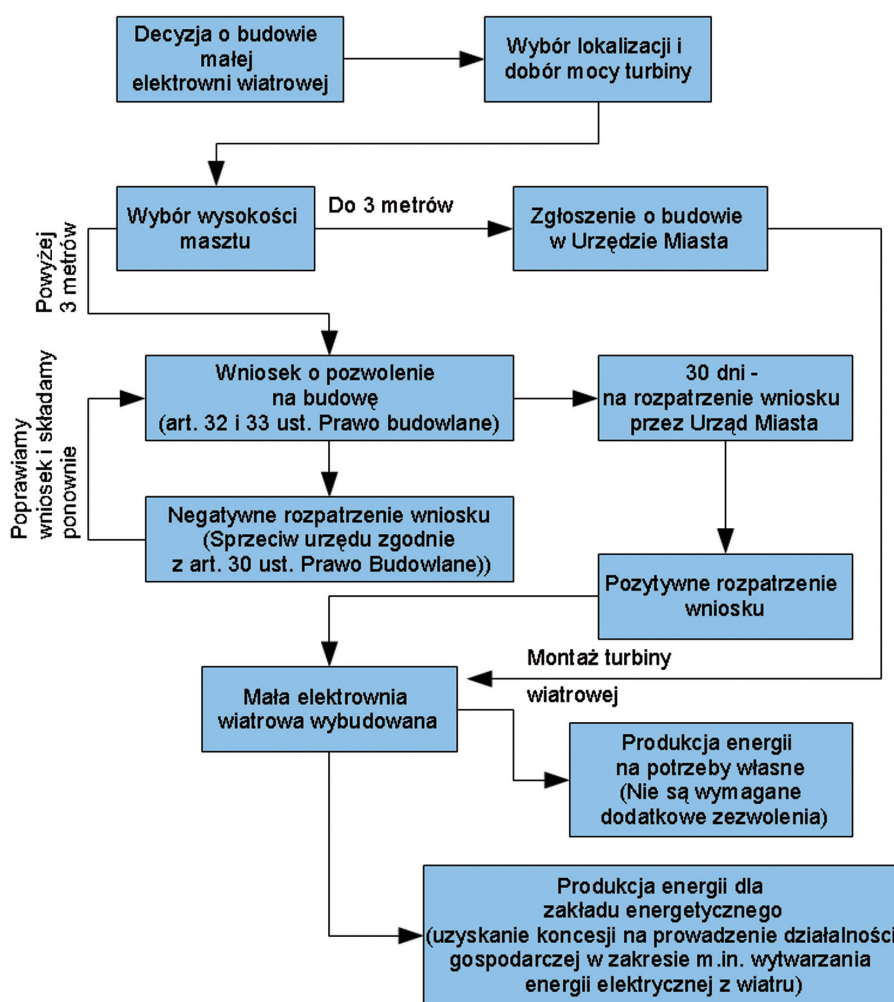 Decyzja o budowie
małej
elektrowni wiatrowej
Wybór lokalizacji i
dobór mocy turbiny
Wybór wysokości
masztu
Do 3 metrów
Zgłoszenie o budowie
w Urzędzie Miasta
Powyżej
3 metrów
Wniosek o pozwolenie
na budowę
(art. 32 i 33 ust. Prawo budowlane)
30 dni -
na rozpatrzenie wniosku
przez Urząd Miasta
Poprawiamy
wniosek i składamy
ponownie
Negatywne rozpatrzenie wniosku
(Sprzeciw urzędu zgodnie
z art. 30 ust. Prawo Budowlane))
Pozytywne rozpatrzenie
wniosku
Montaż turbiny
wiatrowej
Mała elektrownia
wiatrowa wybudowana
Produkcja energii
na potrzeby własne
(Nie są wymagane
dodatkowe zezwolenia)
Produkcja energii dla
zakładu energetycznego
(uzyskanie koncesji na prowadzenie działalności
gospodarczej w zakresie m.in. wytwarzania
energii elektrycznej z wiatru)